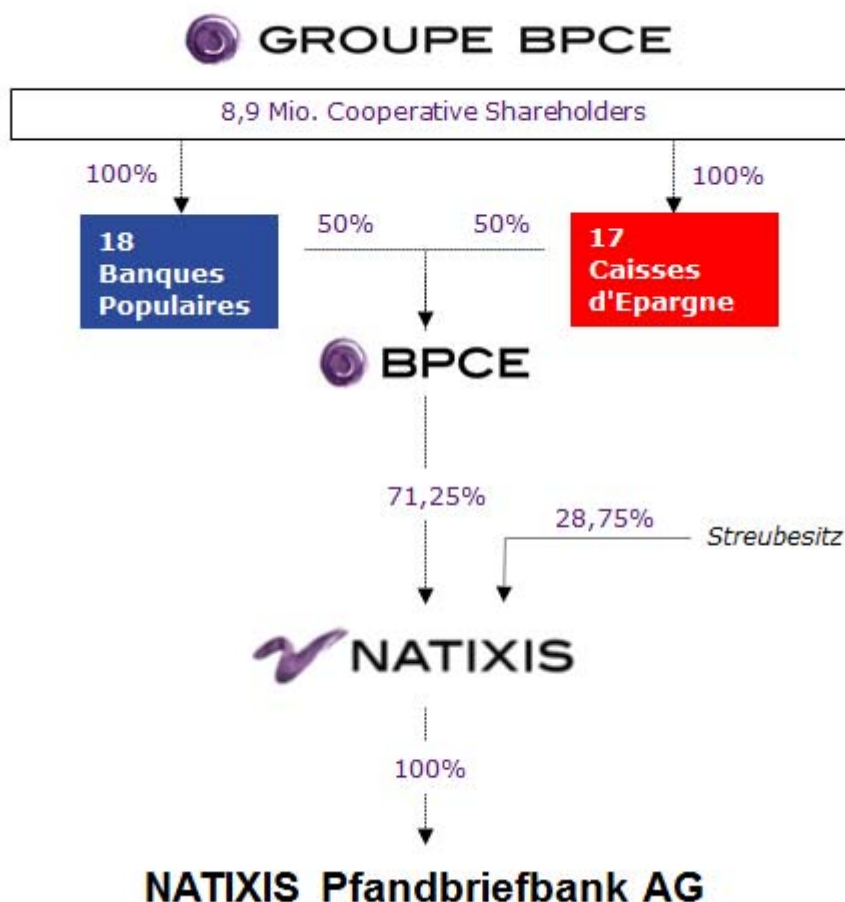 GROUPE BPCE
8,9 Mio. Cooperative Shareholders
100%
100%
50%
50%
18
Banques
Populaires
17
Caisses
d'Epargne
BPCE
71,25%
28,75%
Streubesitz
NATIXIS
100%
NATIXIS Pfandbriefbank AG